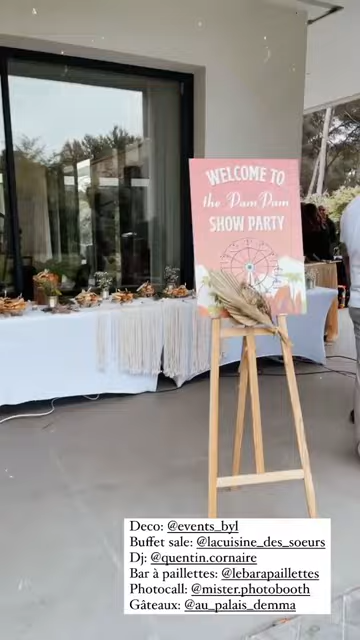 WELCOME TO
the Pam Pam
SHOW PARTY
Deco: @events_byl
Buffet sale: @lacuisine_des_soeurs
Dj: @quentin.cornaire
Bar à paillettes: @lebarapaillettes
Photocall: @mister.photobooth
Gâteaux: @au_palais_demma